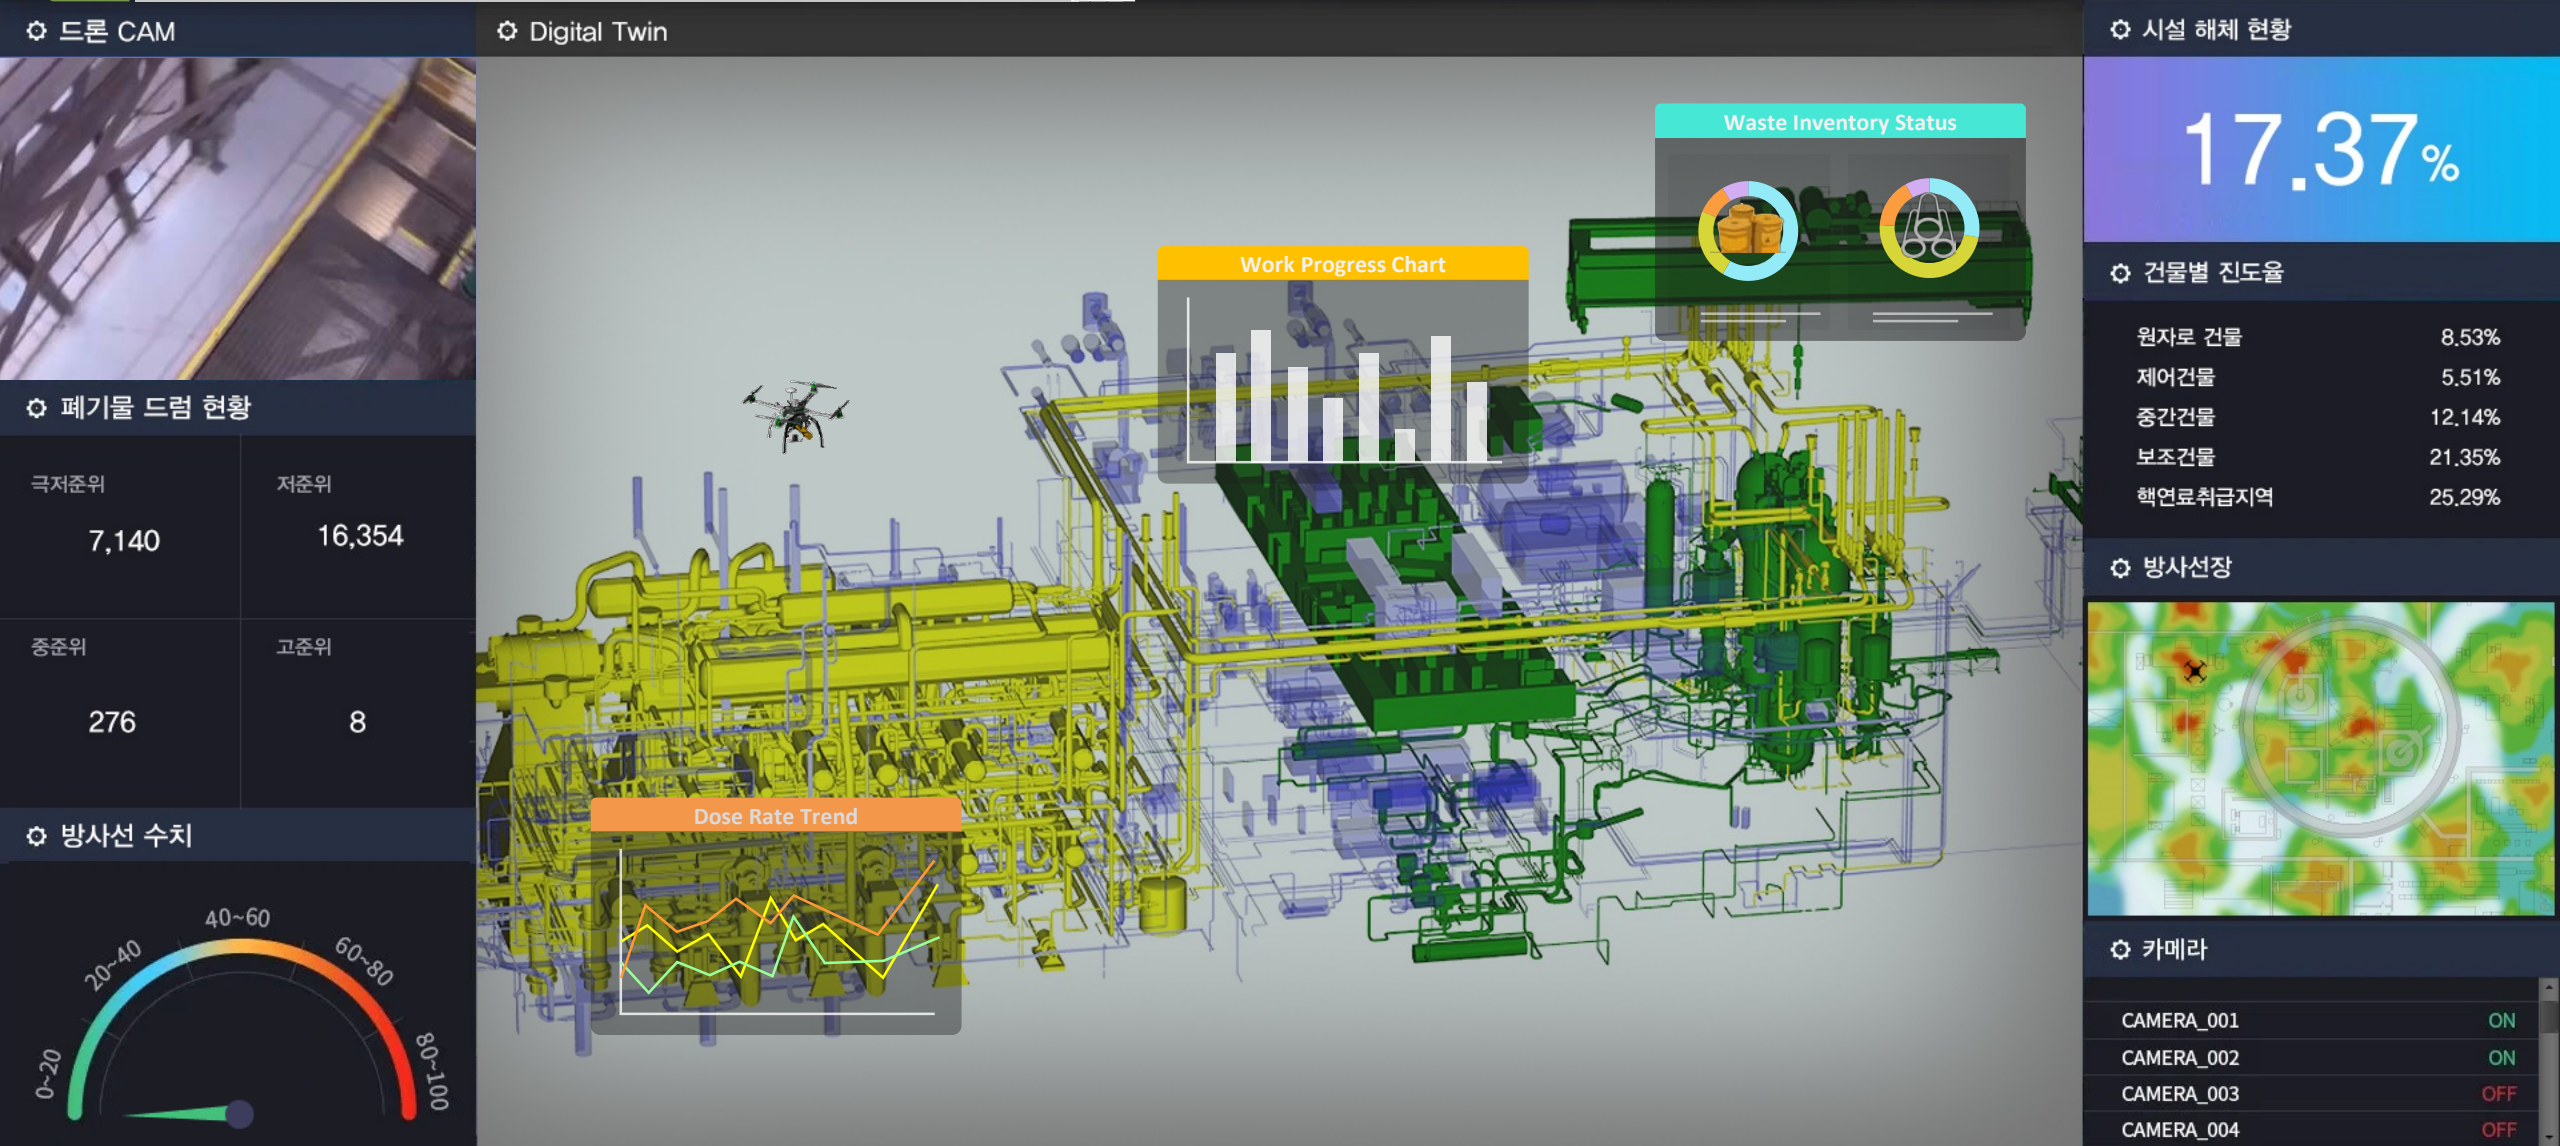 드론 CAM
폐기물 드럼 현황
극저준위
7,140
저준위
16,354
중준위
276
고준위
8
방사선 수치
0~20
20~40
40~60
60~80
80~100
Digital Twin
Waste Inventory Status
Work Progress Chart
Dose Rate Trend
시설 해체 현황
17.37%
건물별 진도율
원자로 건물 8.53%
제어건물 5.51%
중간건물 12.14%
보조건물 21.35%
핵연료취급지역 25.29%
방사선장
카메라
CAMERA_001 ON
CAMERA_002 ON
CAMERA_003 OFF
CAMERA_004 OFF